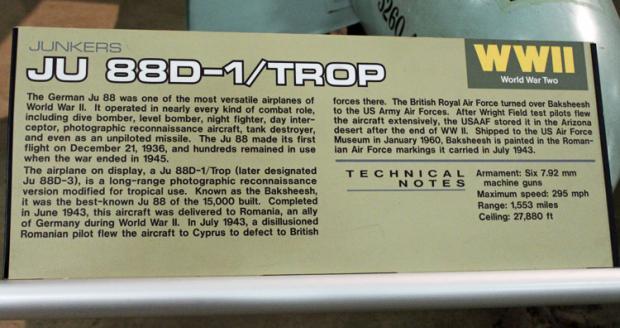 3260
JUNKERS
JU 88D-1/TROP
WWII
World War Two
The German Ju 88 was one of the most versatile airplanes of
World War II. It operated in nearly every kind of combat role,
including dive bomber, level bomber, night fighter, day inter-
ceptor, photographic reconnaissance aircraft, tank destroyer,
and even as an unpiloted missile. The Ju 88 made its first
flight on December 21, 1936, and hundreds remained in use
when the war ended in 1945.
The airplane on display, a Ju 88D-1/Trop (later designated
Ju 88D-3), is a long-range photographic reconnaissance
version modified for tropical use. Known as the Baksheesh,
it was the best-known Ju 88 of the 15,000 built. Completed
in June 1943, this aircraft was delivered to Romania, an ally
of Germany during World War II. In July 1943, a disillusioned
Romanian pilot flew the aircraft to Cyprus to defect to British
forces there. The British Royal Air Force turned over Baksheesh
to the US Army Air Forces. After Wright Field test pilots flew
the aircraft extensively, the USAAF stored it in the Arizona
desert after the end of WW II. Shipped to the US Air Force
Museum in January 1960, Baksheesh is painted in the Roman-
ian Air Force markings it carried in July 1943.
TECHNICAL
NOTES
Armament: Six 7.92 mm
machine guns
Maximum speed: 295 mph
Range: 1,553 miles
Ceiling: 27,880 ft